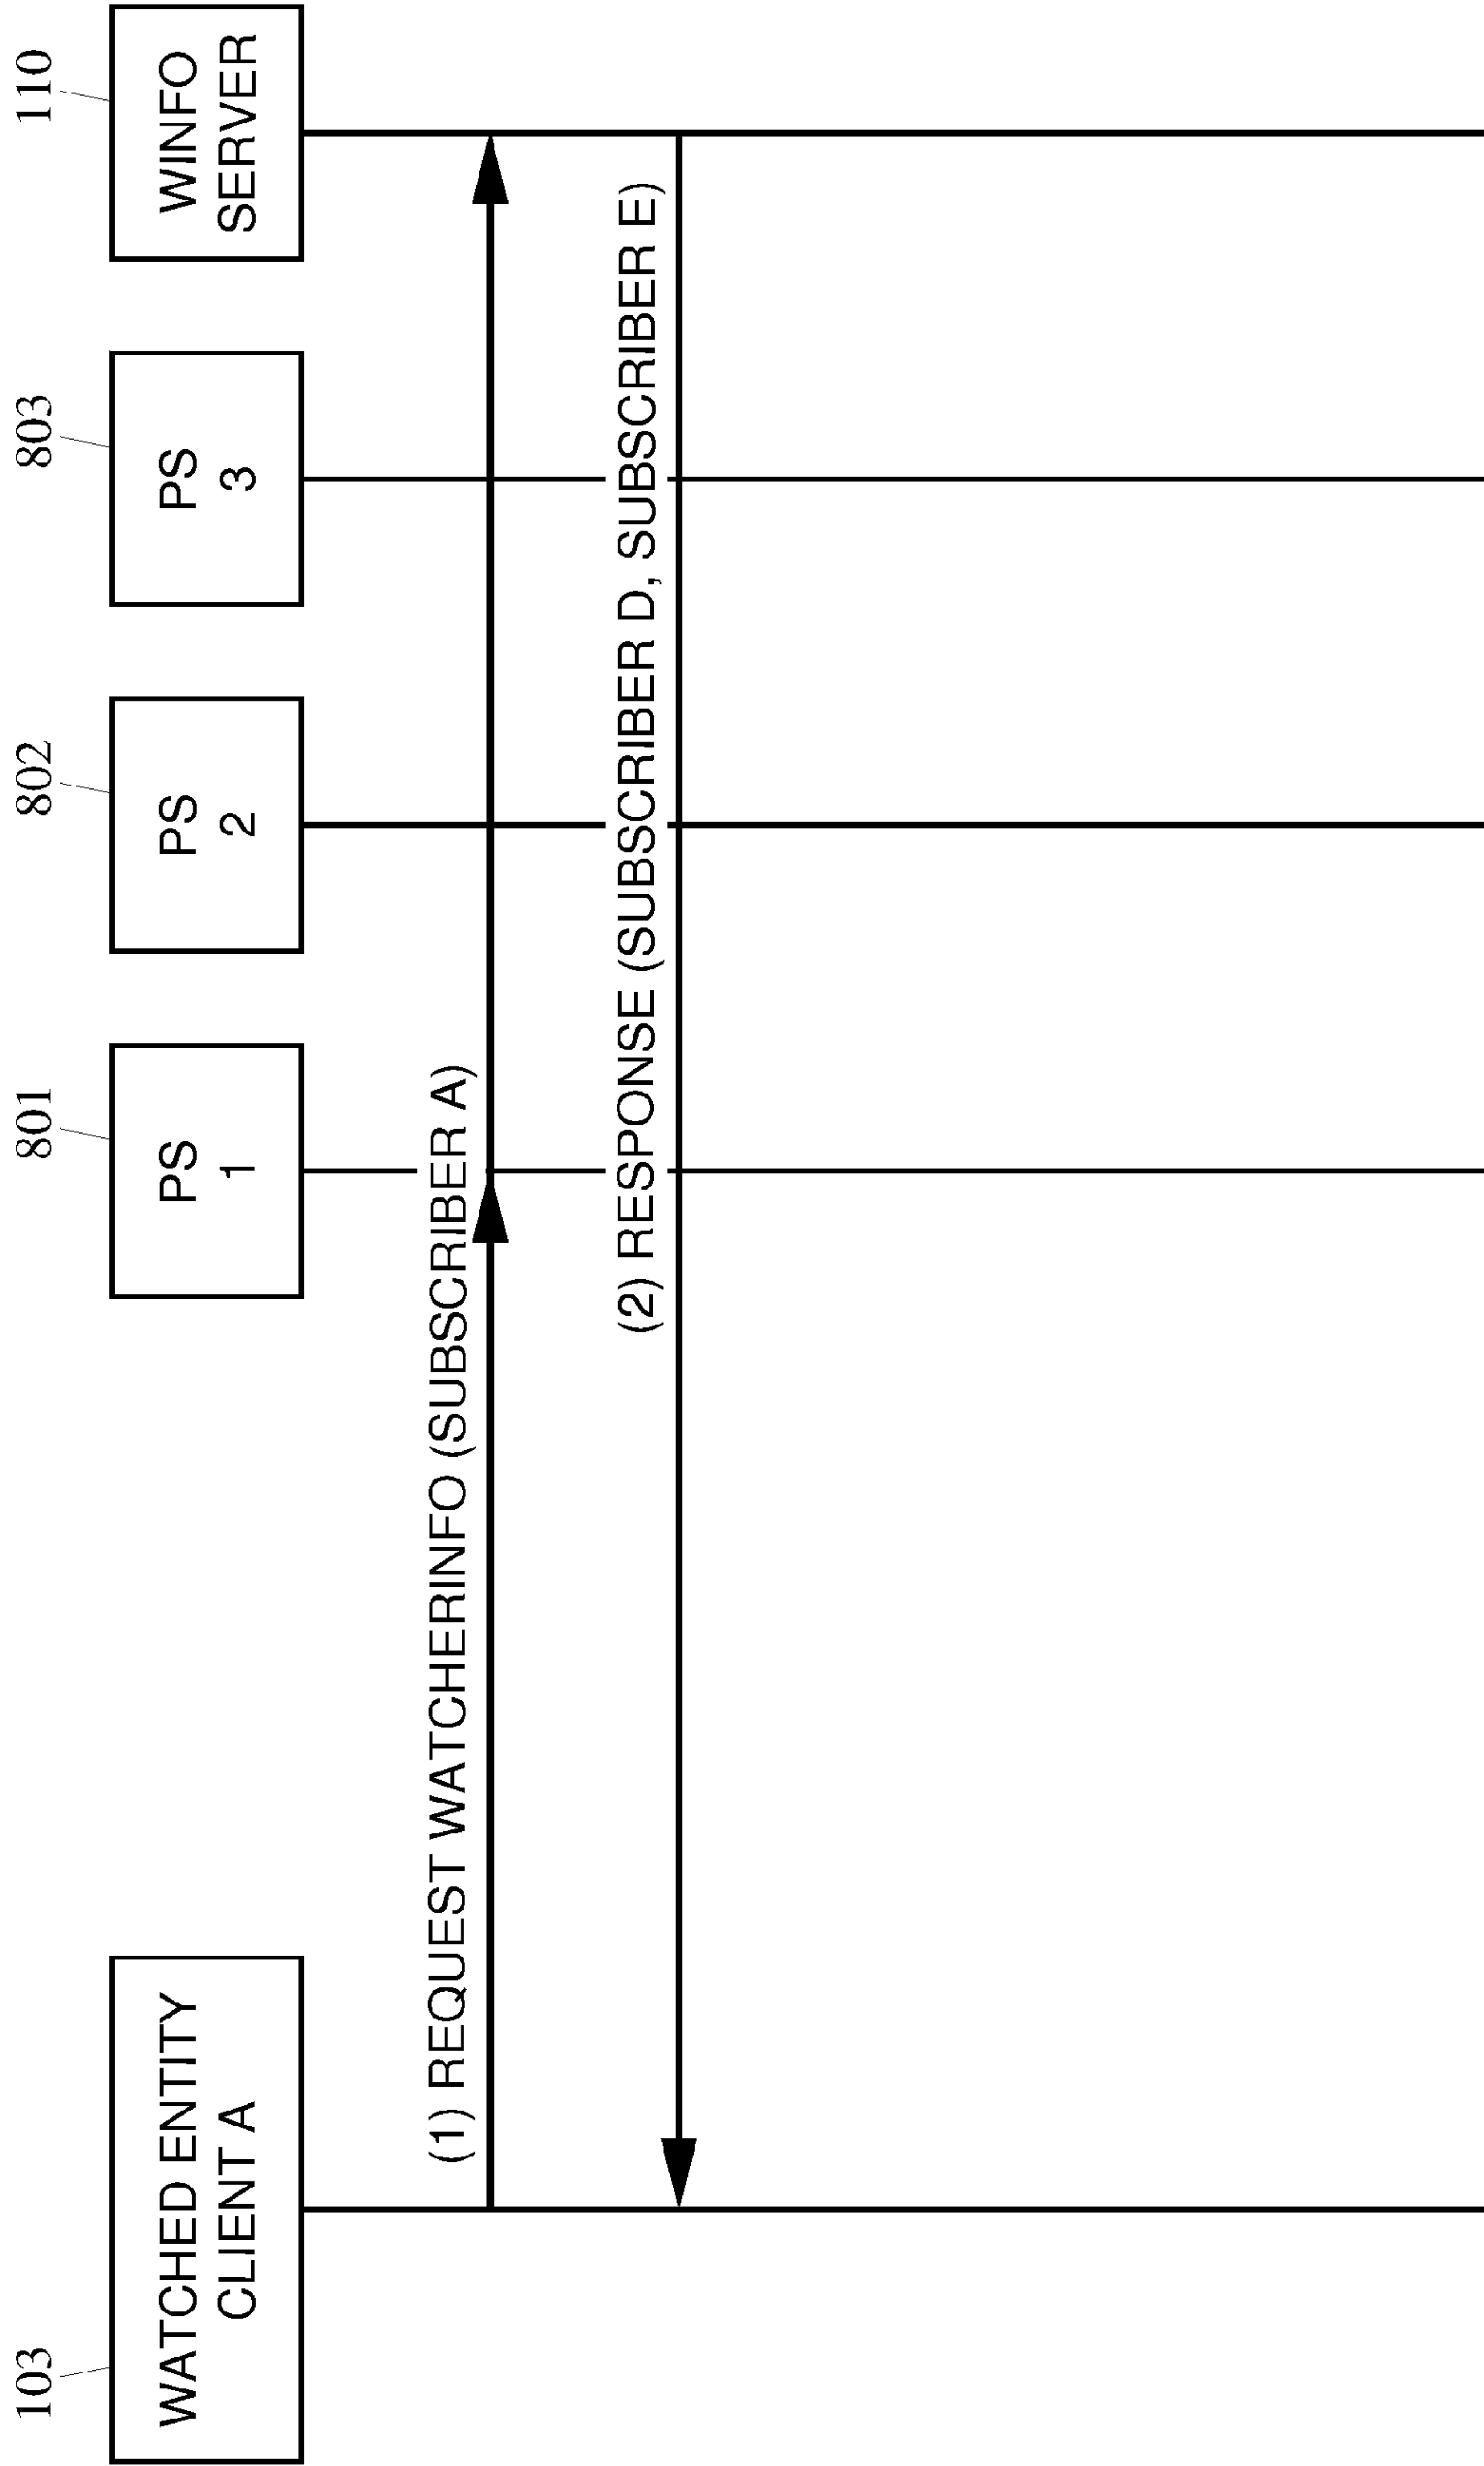 103
801
802
803
110
WATCHED ENTITY
CLIENT A
PS
1
PS
2
PS
3
WINFO
SERVER
(1) REQUEST WATCHERINFO (SUBSCRIBER A)
(2) RESPONSE (SUBSCRIBER D, SUBSCRIBER E)